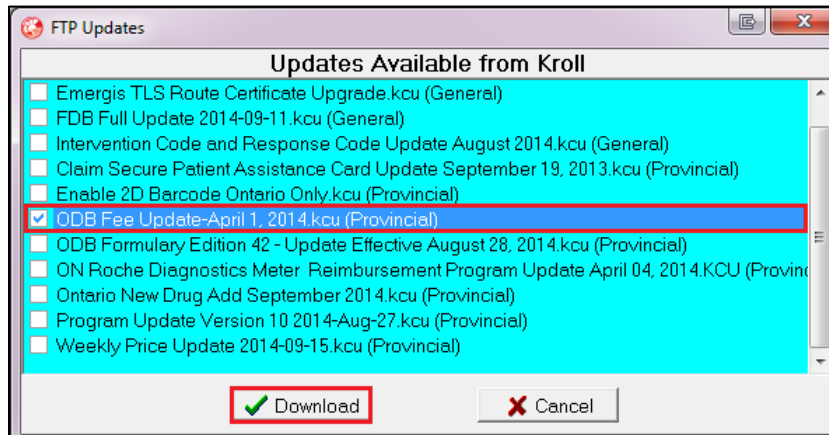 FTP Updates
Updates Available from Kroll
Emergis TLS Route Certificate Upgrade.kcu (General)
FDB Full Update 2014-09-11.kcu (General)
Intervention Code and Response Code Update August 2014.kcu (General)
Claim Secure Patient Assistance Card Update September 19, 2013.kcu (Provincial)
Enable 2D Barcode Ontario Only.kcu (Provincial)
ODB Fee Update-April 1, 2014.kcu (Provincial)
ODB Formulary Edition 42 - Update Effective August 28, 2014.kcu (Provincial)
ON Roche Diagnostics Meter Reimbursement Program Update April 04, 2014.KCU (Provinc
Ontario New Drug Add September 2014.kcu (Provincial)
Program Update Version 10 2014-Aug-27.kcu (Provincial)
Weekly Price Update 2014-09-15.kcu (Provincial)
Download Cancel